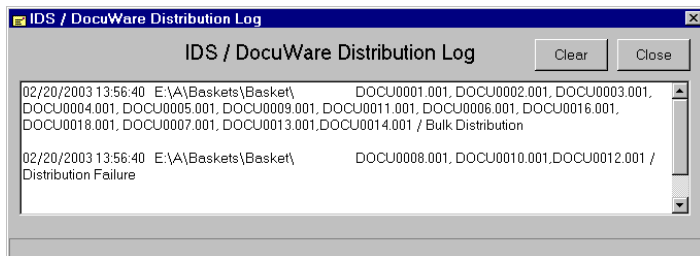 IDS / DocuWare Distribution Log
IDS / DocuWare Distribution Log
Clear
Close
02/20/2003 13:56:40 E:\A\Baskets\Basket\ DOCU0001.001, DOCU0002.001, DOCU0003.001,
DOCU0004.001, DOCU0005.001, DOCU0009.001, DOCU0011.001, DOCU0006.001, DOCU0016.001,
DOCU0018.001, DOCU0007.001, DOCU0013.001,DOCU0014.001 / Bulk Distribution
02/20/2003 13:56:40 E:\A\Baskets\Basket\ DOCU0008.001, DOCU0010.001,DOCU0012.001 /
Distribution Failure